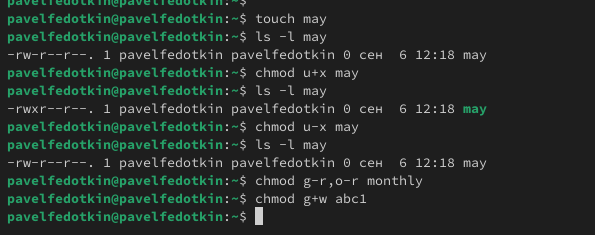 pavelfedotkin@pavelfedotkin:~$
pavelfedotkin@pavelfedotkin:~$ touch may
pavelfedotkin@pavelfedotkin:~$ ls -l may
-rw-r--r--. 1 pavelfedotkin pavelfedotkin 0 сен  6 12:18 may
pavelfedotkin@pavelfedotkin:~$ chmod u+x may
pavelfedotkin@pavelfedotkin:~$ ls -l may
-rwxr--r--. 1 pavelfedotkin pavelfedotkin 0 сен  6 12:18 may
pavelfedotkin@pavelfedotkin:~$ chmod u-x may
pavelfedotkin@pavelfedotkin:~$ ls -l may
-rw-r--r--. 1 pavelfedotkin pavelfedotkin 0 сен  6 12:18 may
pavelfedotkin@pavelfedotkin:~$ chmod g-r,o-r monthly
pavelfedotkin@pavelfedotkin:~$ chmod g+w abc1
pavelfedotkin@pavelfedotkin:~$